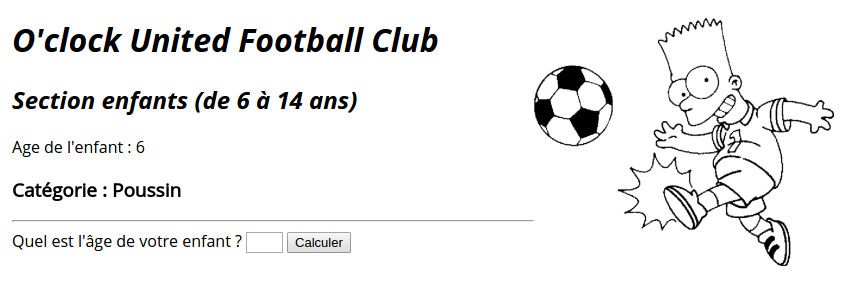 O'clock United Football Club
Section enfants (de 6 à 14 ans)
Age de l'enfant : 6
Catégorie : Poussin
Quel est l'âge de votre enfant ? Calculer